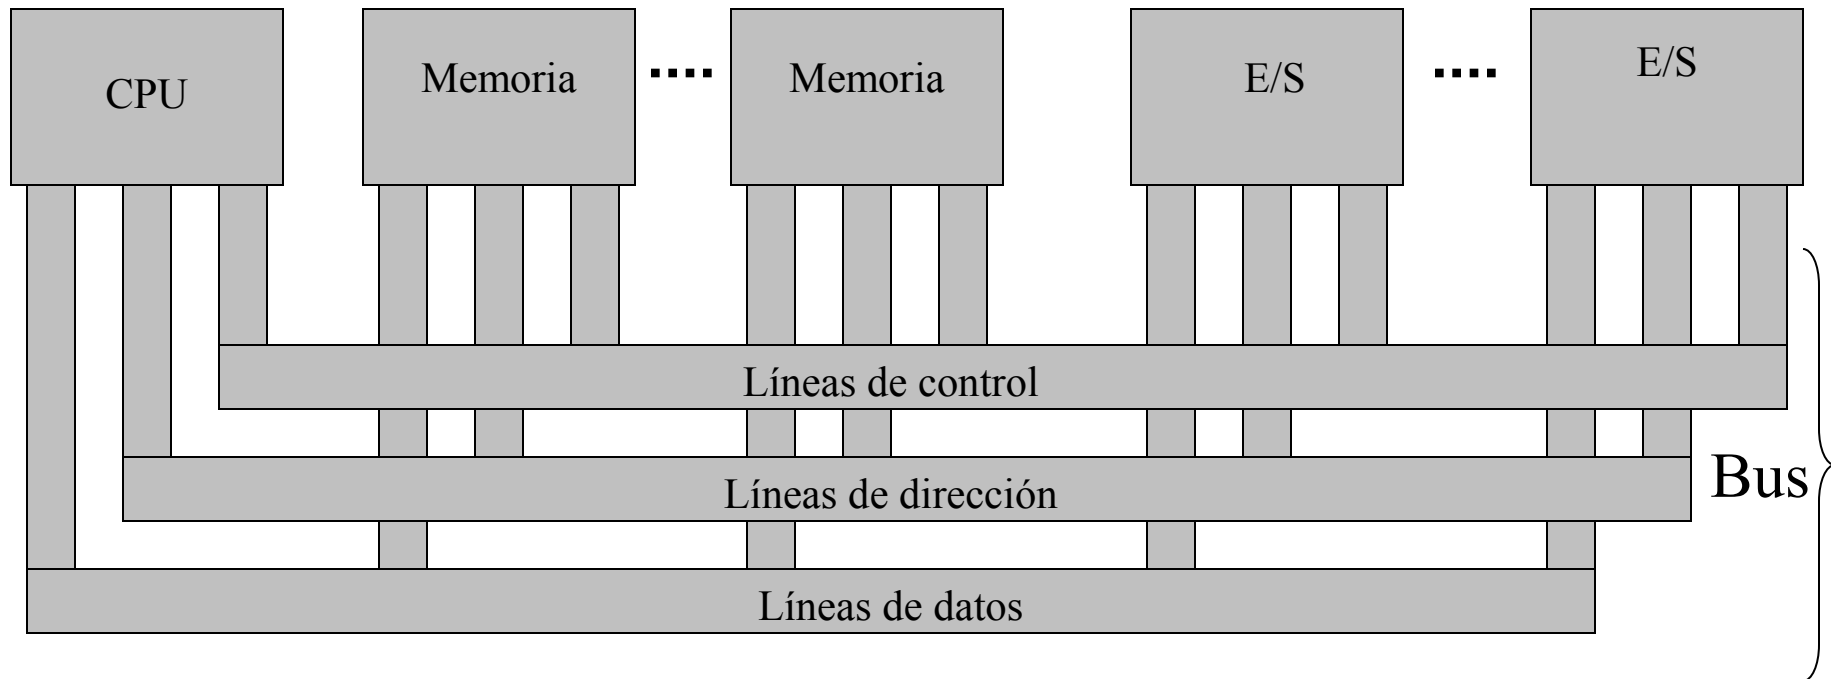 CPU
Memoria
....
Memoria
E/S
....
E/S
Líneas de control
Líneas de dirección
Bus
Líneas de datos